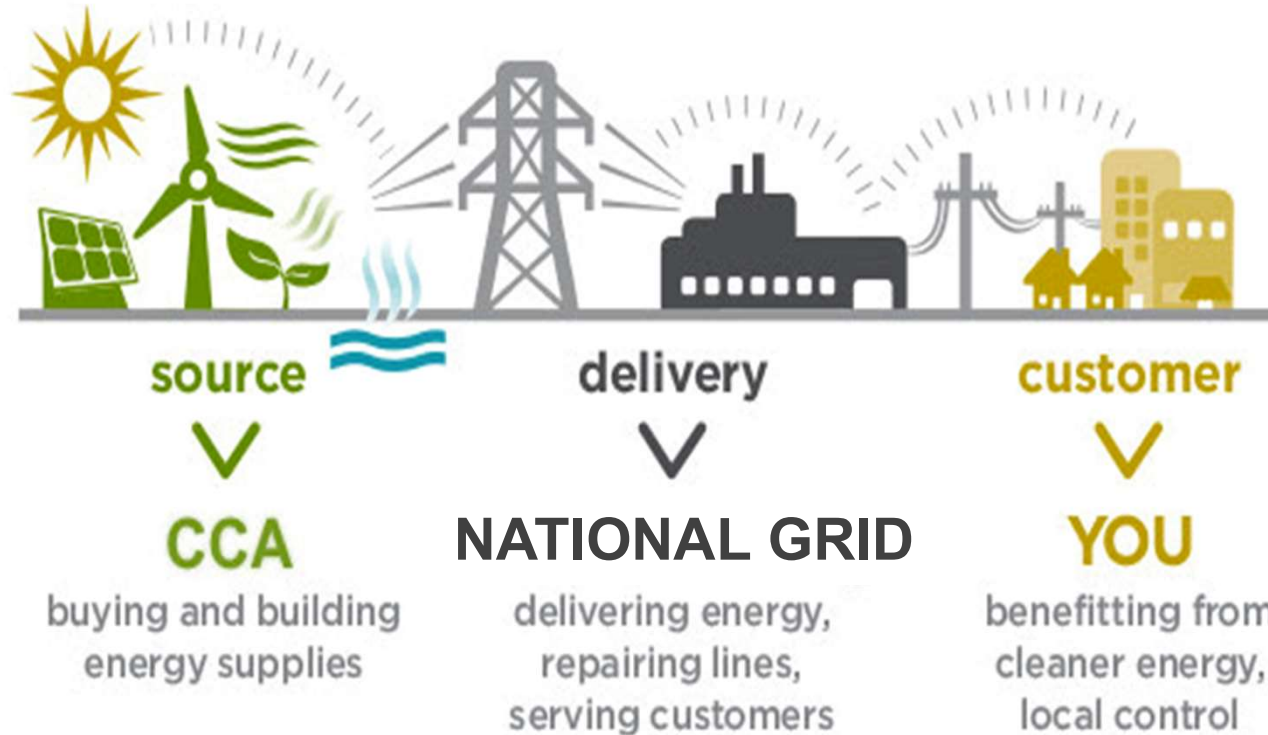 source
delivery
customer
CCA
NATIONAL GRID
YOU
buying and building
energy supplies
delivering energy,
repairing lines,
serving customers
benefitting from
cleaner energy,
local control